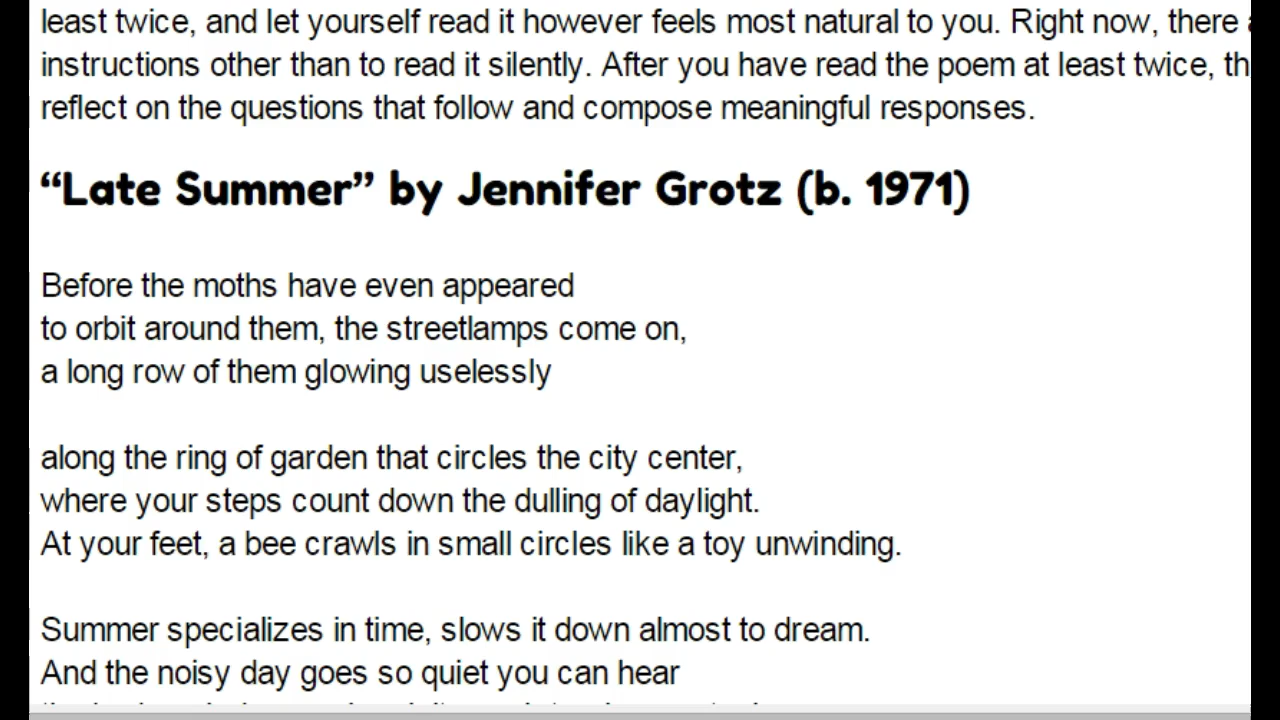 least twice, and let yourself read it however feels most natural to you. Right now, there
instructions other than to read it silently. After you have read the poem at least twice,
reflect on the questions that follow and compose meaningful responses.
“Late Summer” by Jennifer Grotz (b. 1971)
Before the moths have even appeared
to orbit around them, the streetlamps come on,
a long row of them glowing uselessly
along the ring of garden that circles the city center,
where your steps count down the dulling of daylight.
At your feet, a bee crawls in small circles like a toy unwinding.
Summer specializes in time, slows it down almost to dream.
And the noisy day goes so quiet you can hear